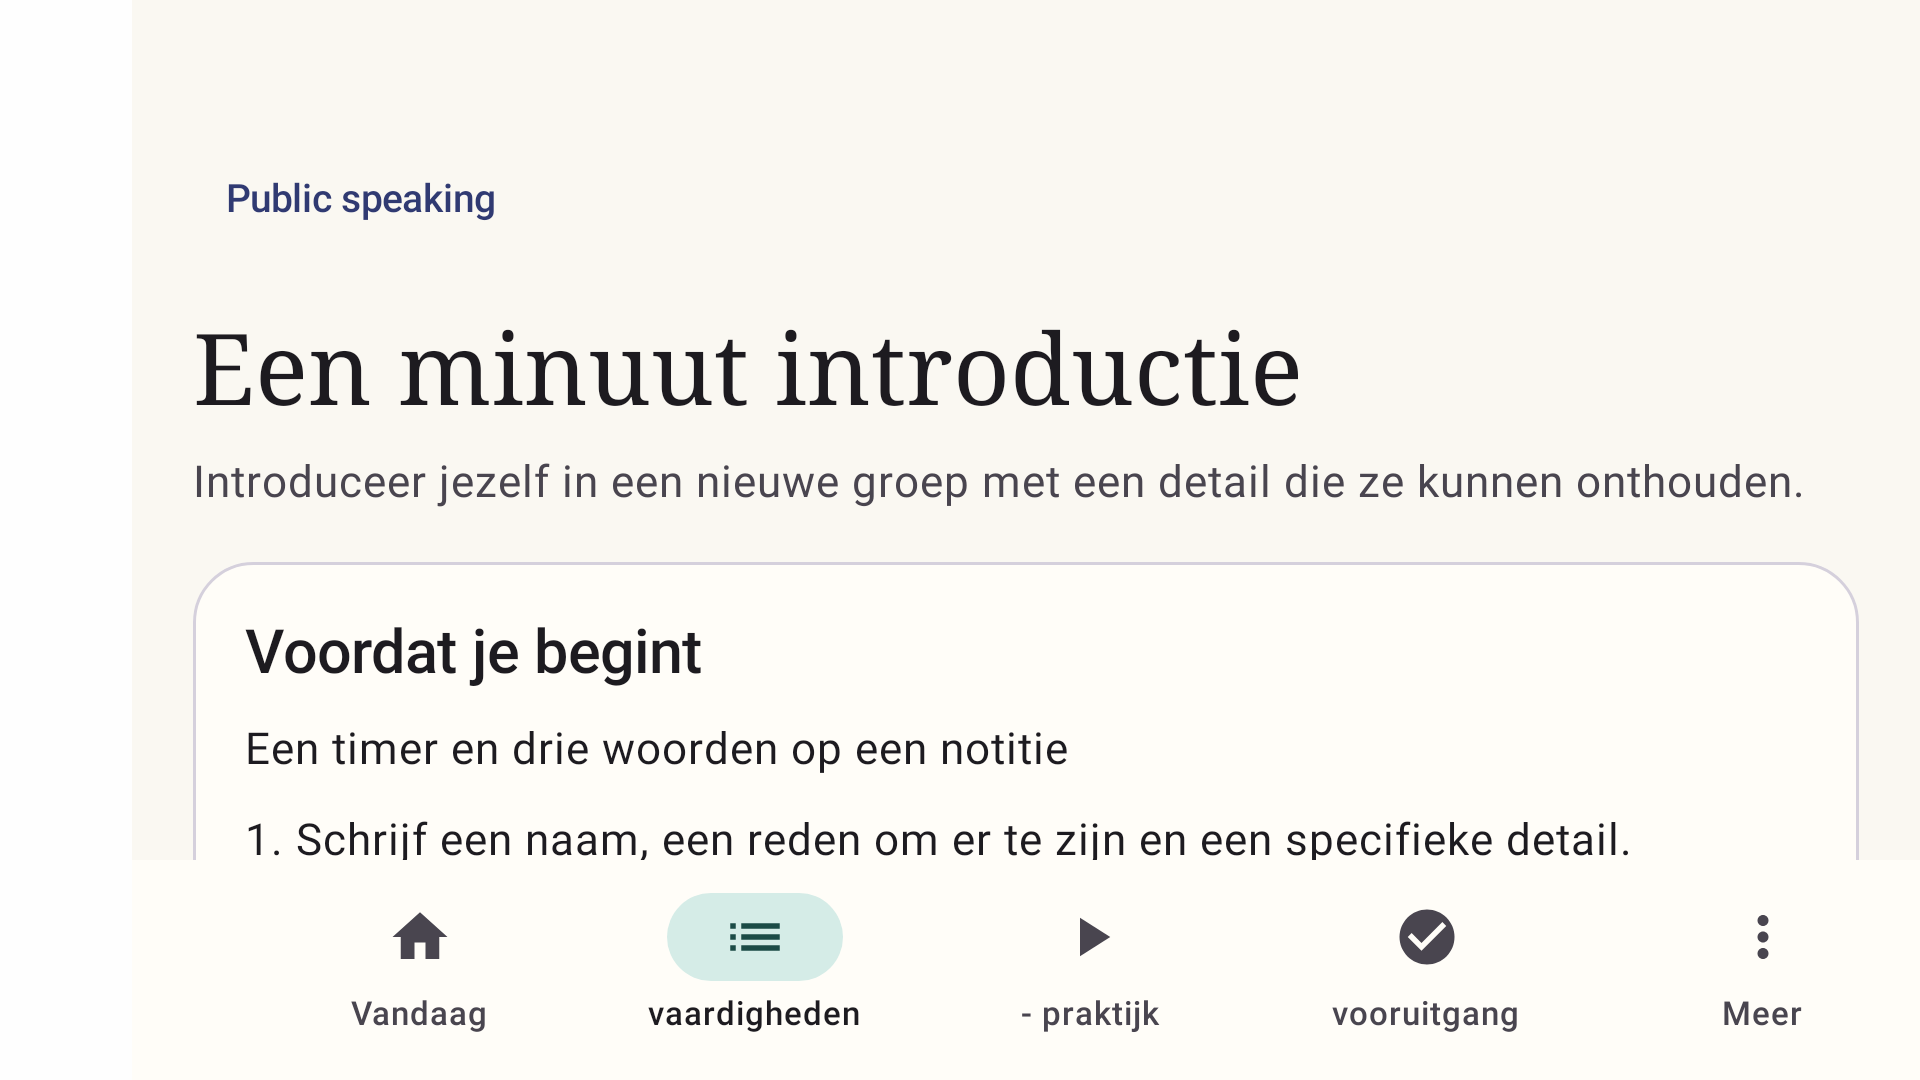 Public speaking
Een minuut introductie
Introduceer jezelf in een nieuwe groep met een detail die ze kunnen onthouden.
Voordat je begint
Een timer en drie woorden op een notitie
1. Schrijf een naam, een reden om er te zijn en een specifieke detail.
Vandaag
vaardigheden
- praktijk
vooruitgang
Meer